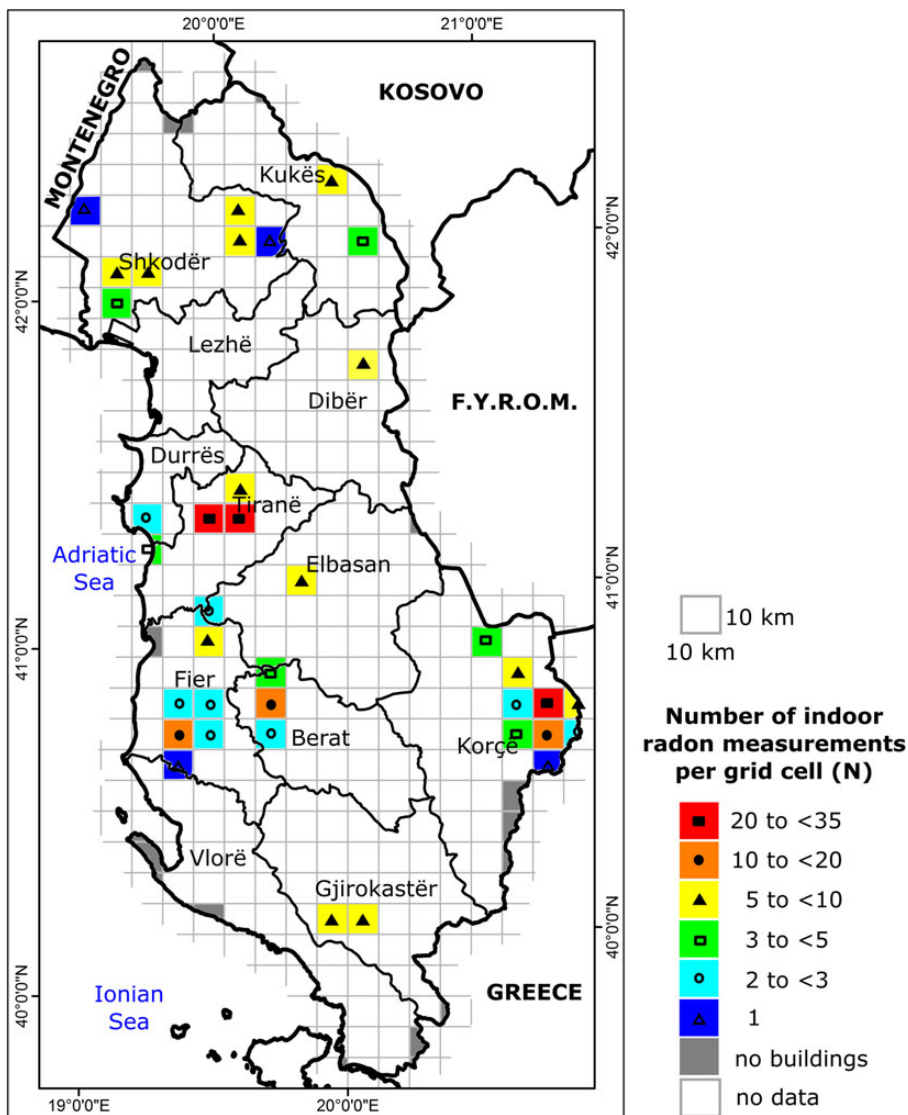 20°0'0"E
21°0'0"E
MONTENEGRO
KOSOVO
Kukës
42°0'0"N
Shkodër
42°0'0"N
Lezhë
Dibër
F.Y.R.O.M.
Durrës
Tiranë
Adriatic
Sea
Elbasan
41°0'0"N
10 km
10 km
41°0'0"N
Fier
Berat
Korçë
Number of indoor
radon measurements
per grid cell (N)
20 to <35
10 to <20
5 to <10
3 to <5
2 to <3
1
no buildings
no data
Vlorë
Gjirokastër
40°0'0"N
Ionian
Sea
GREECE
40°0'0"N
19°0'0"E
20°0'0"E